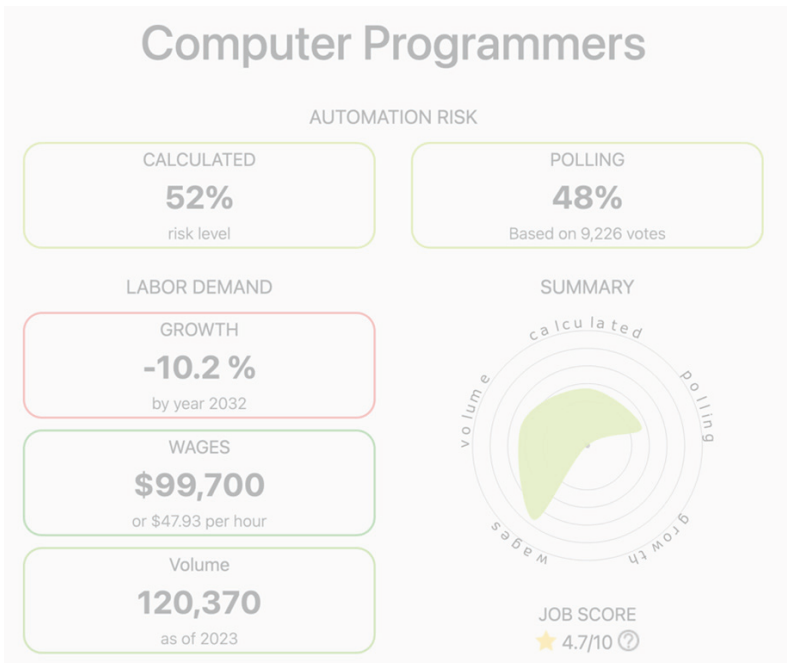 Computer Programmers
AUTOMATION RISK
CALCULATED
52%
risk level
POLLING
48%
Based on 9,226 votes
LABOR DEMAND
GROWTH
-10.2 %
by year 2032
WAGES
$99,700
or $47.93 per hour
Volume
120,370
as of 2023
SUMMARY
calculated
polling
growth
wages
volume
JOB SCORE
4.7/10 ?